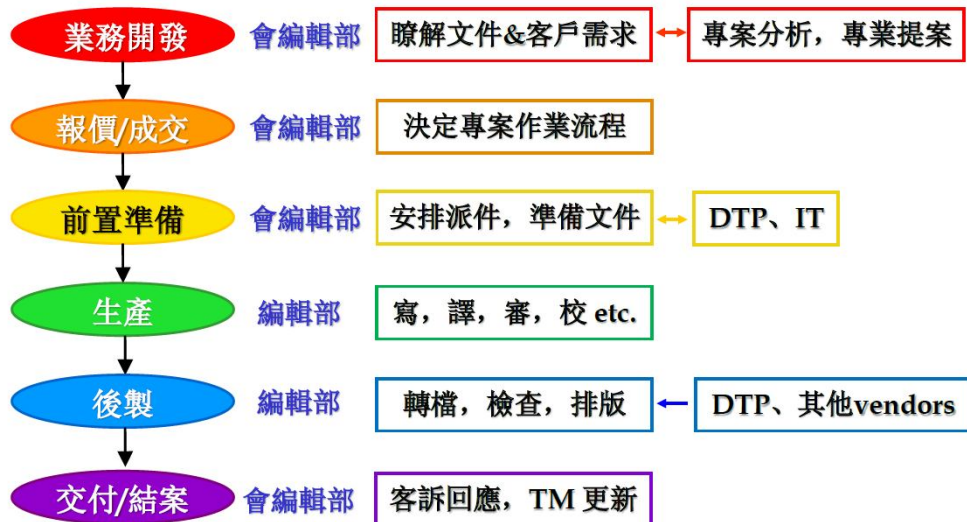 業務開發 會編輯部 瞭解文件&客戶需求 專案分析，專業提案
報價/成交 會編輯部 決定專案作業流程
前置準備 會編輯部 安排派件，準備文件 DTP、IT
生產 編輯部 寫，譯，審，校 etc.
後製 編輯部 轉檔，檢查，排版 DTP、其他vendors
交付/結案 會編輯部 客訴回應，TM 更新